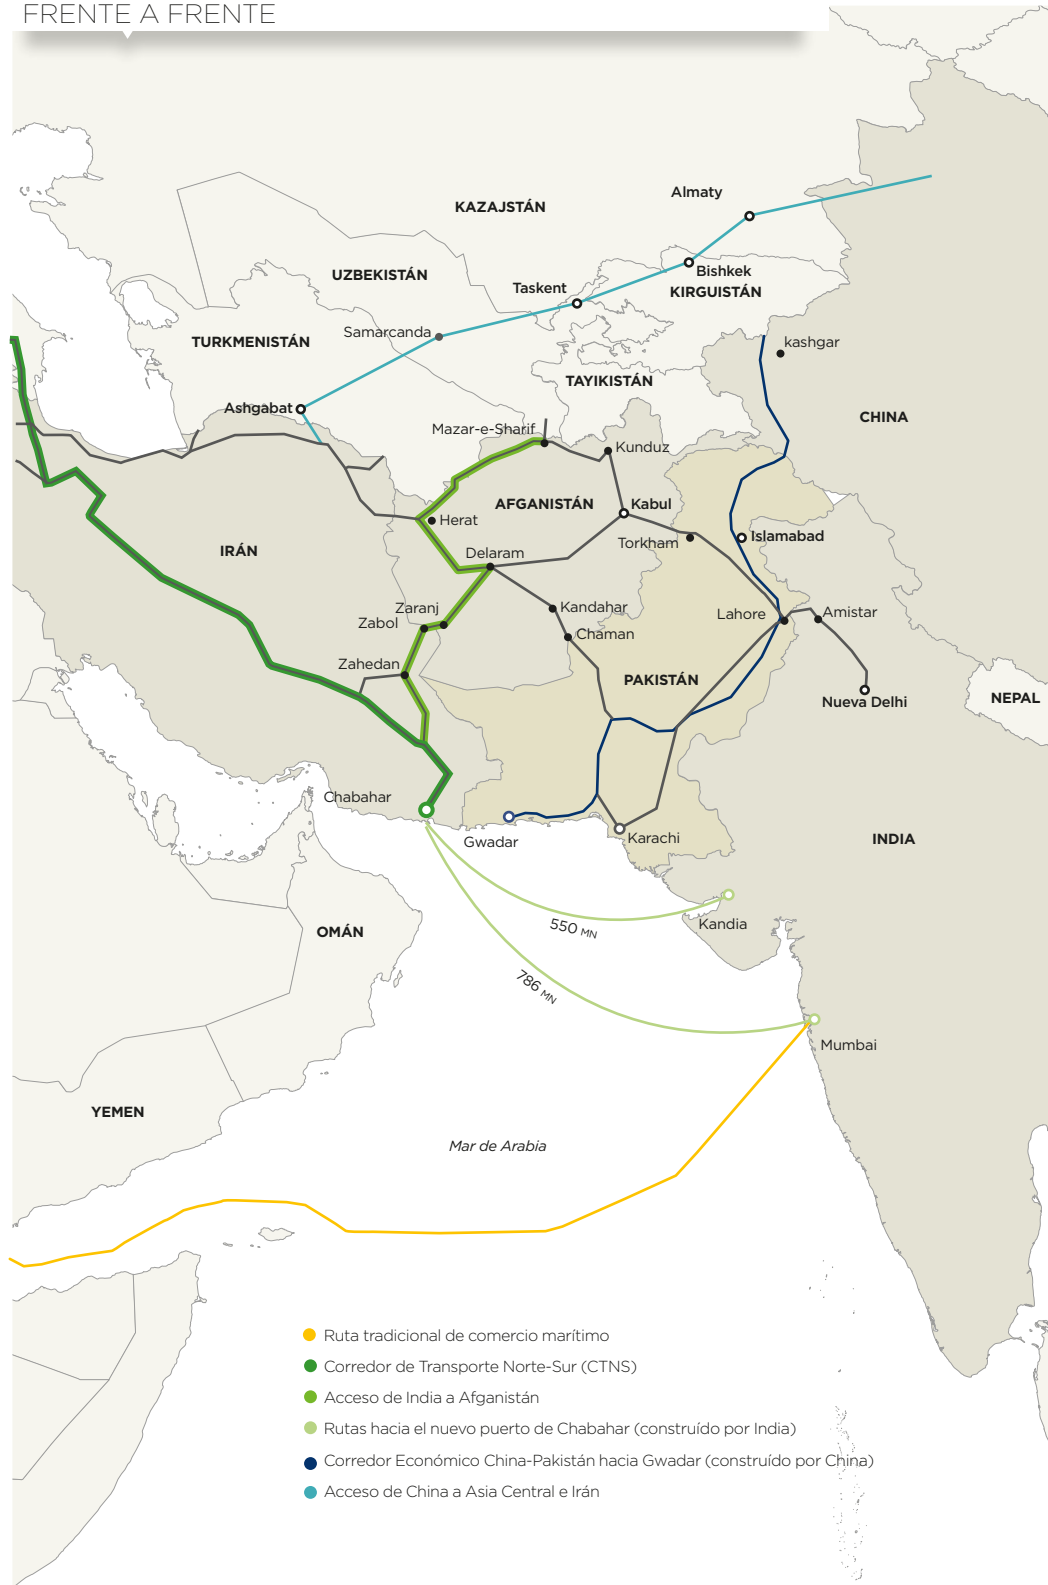 FRENTE A FRENTE
Almaty
KAZAJSTÁN
Bishkek
UZBEKISTÁN
Taskent
KIRGUISTÁN
Samarcanda
TURKMENISTÁN
kashgar
TAYIKISTÁN
Ashgabat
CHINA
Mazar-e-Sharif
Kunduz
AFGANISTÁN
Kabul
Herat
Torkham
Islamabad
IRÁN
Delaram
Zaranj
Kandahar
Lahore
Amistar
Zabol
Chaman
Zahedan
PAKISTÁN
Nueva Delhi
NEPAL
Chabahar
Gwadar
Karachi
INDIA
Kandia
550 MN
OMÁN
786 MN
Mumbai
YEMEN
Mar de Arabia
Ruta tradicional de comercio marítimo
Corredor de Transporte Norte-Sur (CTNS)
Acceso de India a Afganistán
Rutas hacia el nuevo puerto de Chabahar (construído por India)
Corredor Económico China-Pakistán hacia Gwadar (construído por China)
Acceso de China a Asia Central e Irán